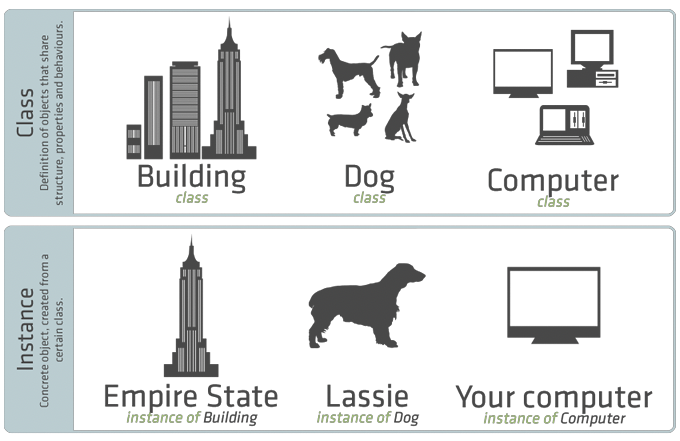 Class
Definition of objects that share
structure, properties and behaviours.
Building
class
Dog
class
Computer
class
Instance
Concrete object, created from a
certain class.
Empire State
instance of Building
Lassie
instance of Dog
Your computer
instance of Computer